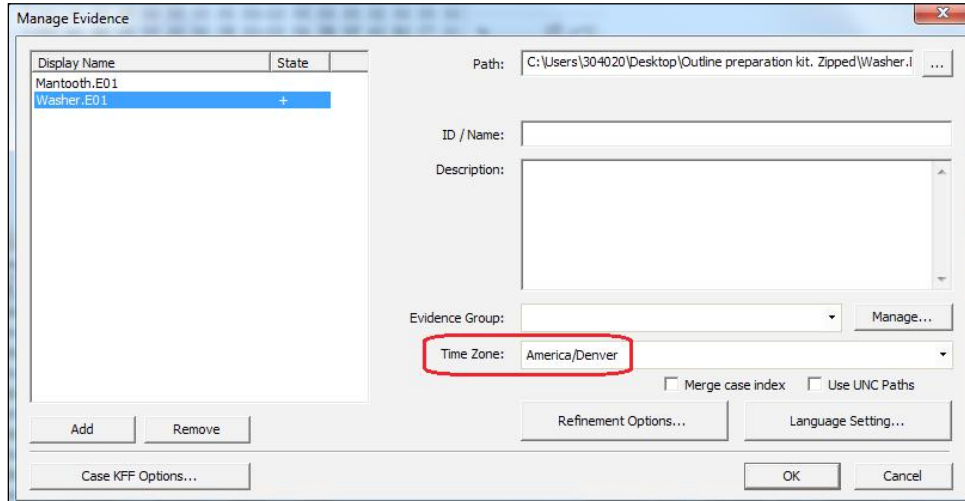 Manage Evidence
Display Name State
Mantooth.E01
Washer.E01 +
Path: C:\Users\304020\Desktop\Outline preparation kit. Zipped\Washer.I ...
ID / Name:
Description:
Evidence Group: Manage...
Time Zone: America/Denver
Merge case index Use UNC Paths
Add Remove Refinement Options... Language Setting...
Case KFF Options... OK Cancel